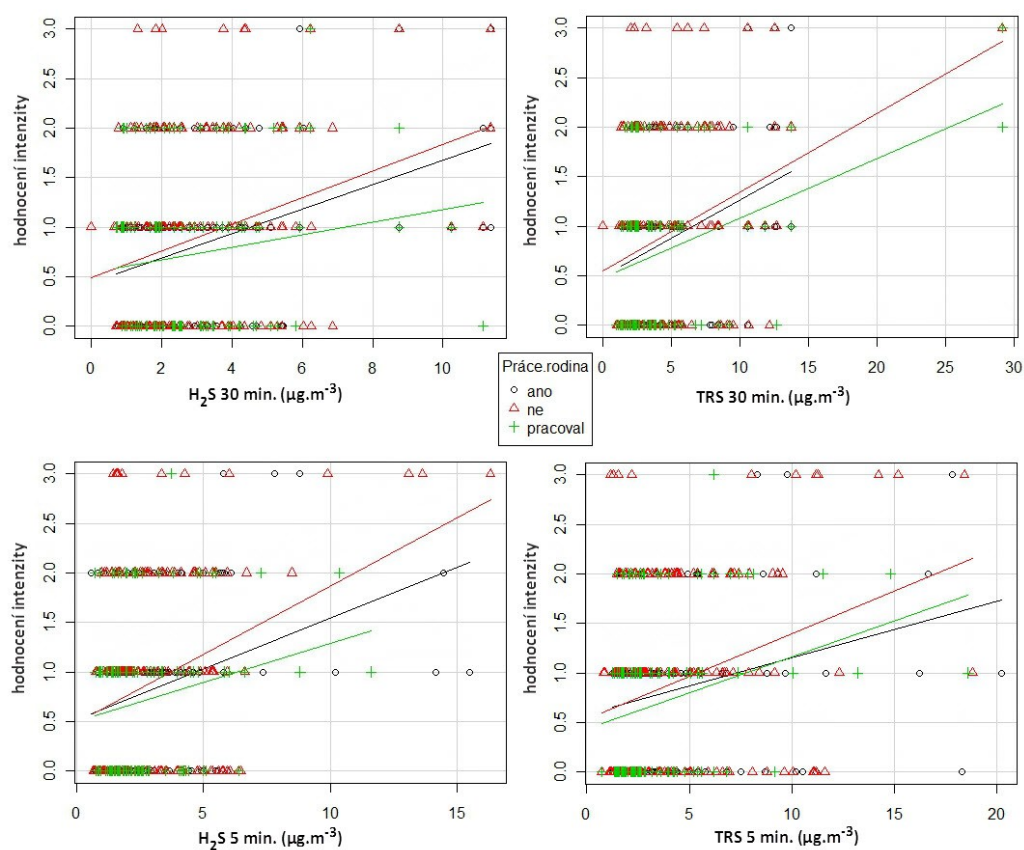 hodnocení intenzity
3.0
2.5
2.0
1.5
1.0
0.5
0.0
0 2 4 6 8 10
H₂S 30 min. (µg.m⁻³)
hodnocení intenzity
3.0
2.5
2.0
1.5
1.0
0.5
0.0
0 5 10 15 20 25 30
TRS 30 min. (µg.m⁻³)
Práce.rodina
ano
ne
pracoval
hodnocení intenzity
3.0
2.5
2.0
1.5
1.0
0.5
0.0
0 5 10 15
H₂S 5 min. (µg.m⁻³)
hodnocení intenzity
3.0
2.5
2.0
1.5
1.0
0.5
0.0
0 5 10 15 20
TRS 5 min. (µg.m⁻³)